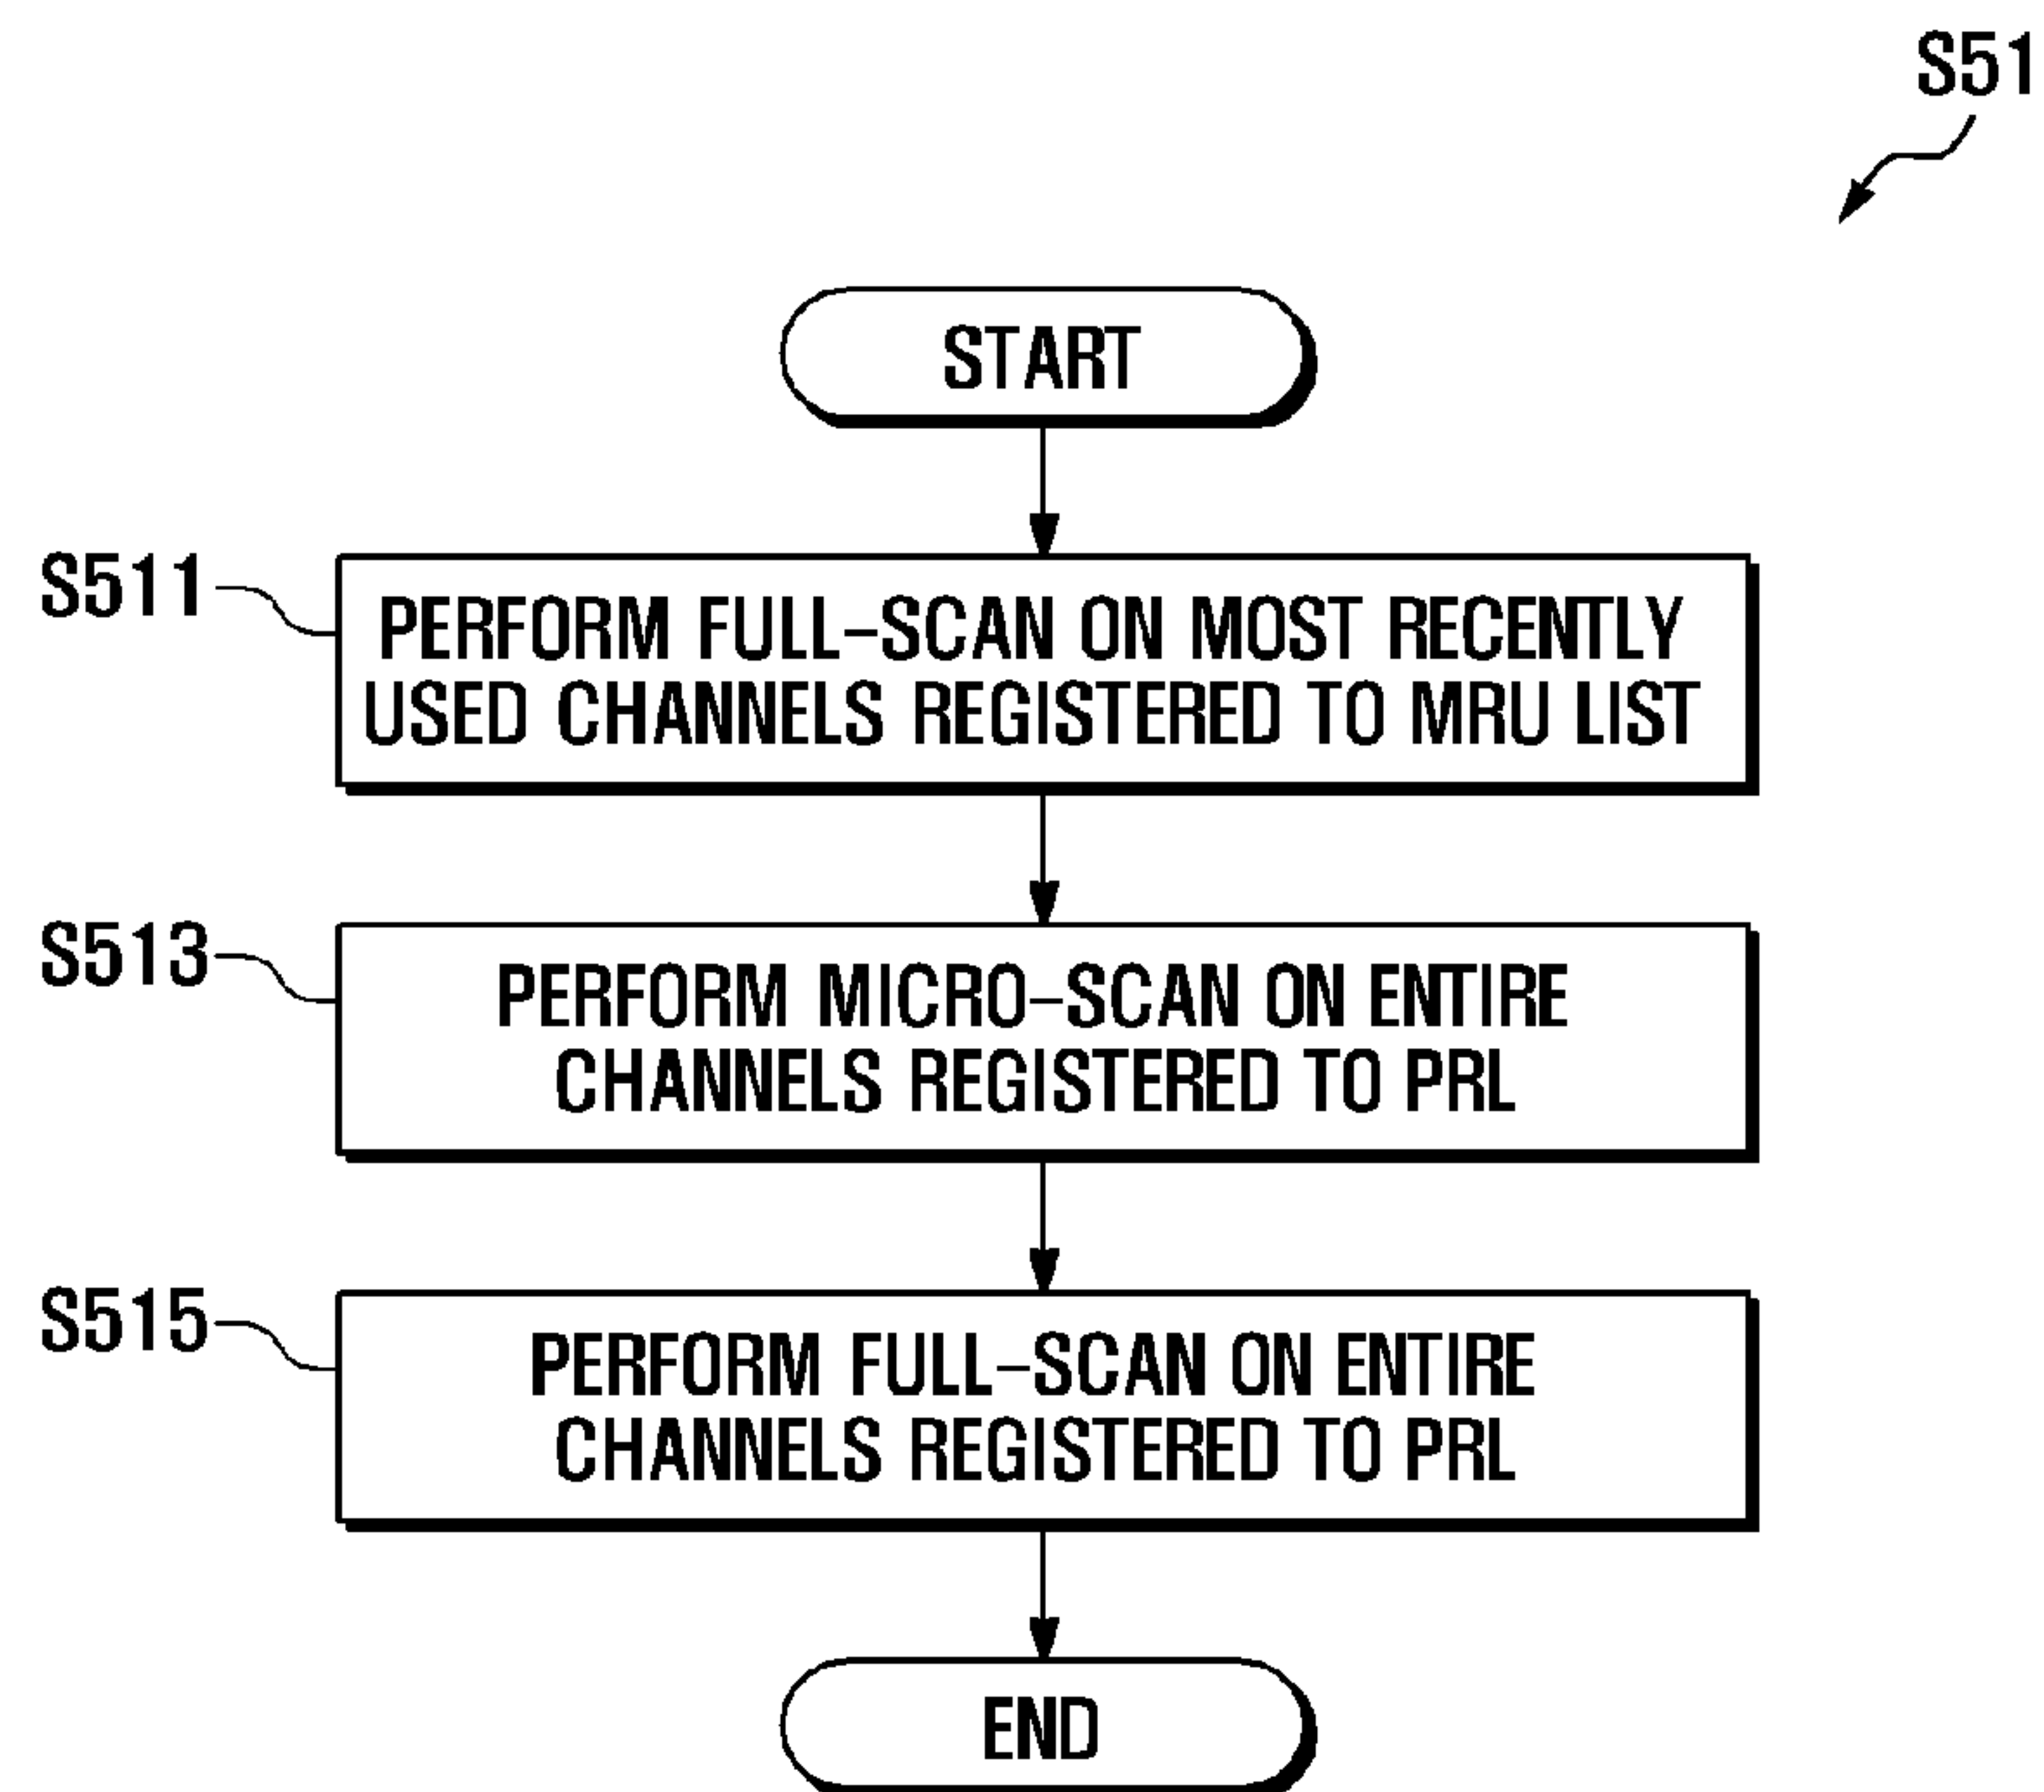 S51
START
S511
PERFORM FULL-SCAN ON MOST RECENTLY
USED CHANNELS REGISTERED TO MRU LIST
S513
PERFORM MICRO-SCAN ON ENTIRE
CHANNELS REGISTERED TO PRL
S515
PERFORM FULL-SCAN ON ENTIRE
CHANNELS REGISTERED TO PRL
END